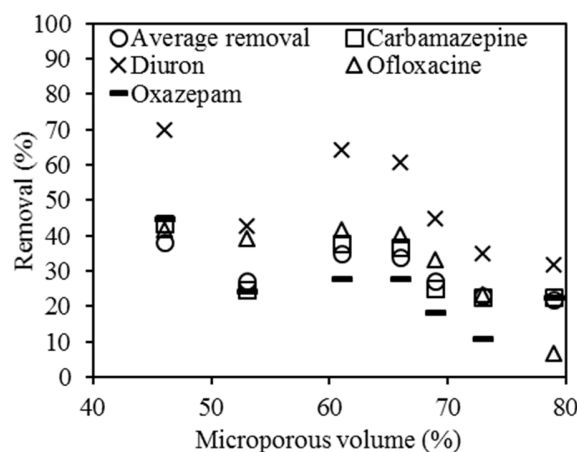 100
90
80
70
60
50
40
30
20
10
0
Removal (%)
Average removal Carbamazepine
Diuron Ofloxacine
Oxazepam
40 50 60 70 80
Microporous volume (%)